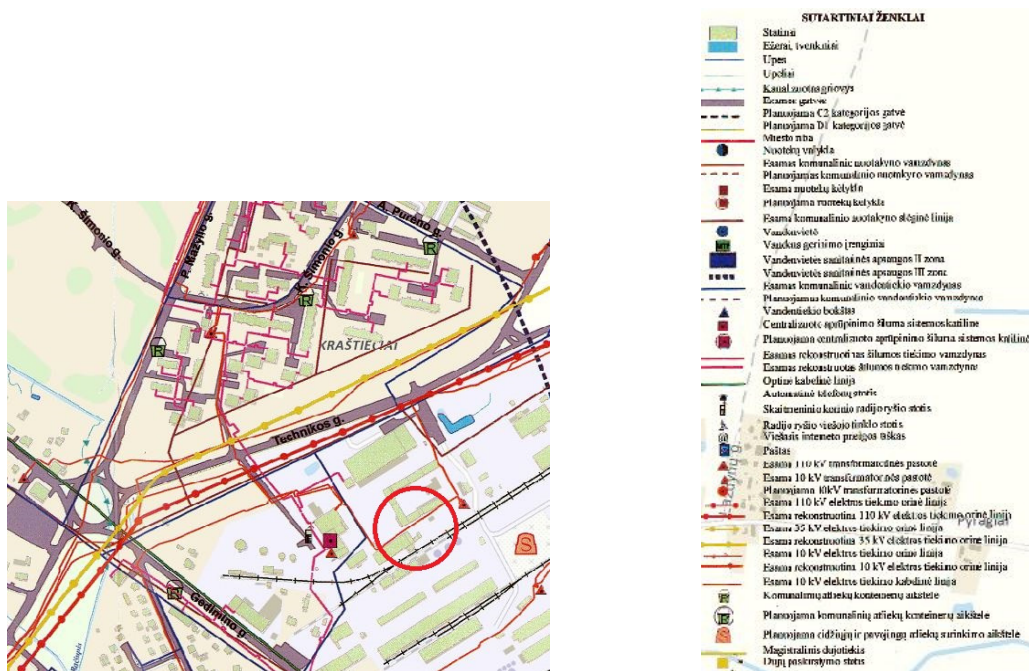 K. Šimonio g.
P. Mažylio g.
A. Purėno g.
K. Šimonio g.
KRAŠTIEČIAI
Technikos g.
Gedimino g.
SUTARTINIAI ŽENKLAI
Statiniai
Ežerai, tvenkiniai
Upės
Upeliai
Kanalizuotas griovys
Esamos gatvės
Planuojama C2 kategorijos gatvė
Planuojama D1 kategorijos gatvė
Miesto riba
Nuotekų valykla
Esamas komunalinio nuotakyno vamzdynas
Planuojamas komunalinio nuotakyno vamzdynas
Esama nuotekų kėlykla
Planuojama nuotekų kėlykla
Esama komunalinio nuotakyno slėginė linija
Vandenvietė
Vandens gerinimo įrenginiai
Vandenvietės sanitarinės apsaugos II zona
Vandenvietės sanitarinės apsaugos III zona
Esamas komunalinio vandentiekio vamzdynas
Planuojamas komunalinio vandentiekio vamzdynas
Vandentiekio bokštas
Centralizuoto aprūpinimo šiluma sistemos katilinė
Planuojama centralizuoto aprūpinimo šiluma sistemos katilinė
Esamas rekonstruotinas šilumos tiekimo vamzdynas
Esamas rekonstruotas šilumos tiekimo vamzdynas
Optinė kabelinė linija
Automatinė telefonų stotis
Skaitmeninio korinio radijo ryšio stotis
Radijo ryšio viešojo tinklo stotis
Viešasis interneto prieigos taškas
Paštas
Esama 110 kV transformatorinės pastotė
Esama 10 kV transformatorinės pastotė
Planuojama 10kV transformatorinės pastotė
Esama 110 kV elektros tiekimo orinė linija
Esama rekonstruotina 110 kV elektros tiekimo orinė linija
Esama 35 kV elektros tiekimo orinė linija
Esama rekonstruotina 35 kV elektros tiekimo orinė linija
Esama 10 kV elektros tiekimo orinė linija
Esama rekonstruotina 10 kV elektros tiekimo orinė linija
Esama 10 kV elektros tiekimo kabelinė linija
Komunalinių atliekų konteinerių aikštelė
Planuojama komunalinių atliekų konteinerių aikštelė
Planuojama didžiųjų ir pavojingų atliekų surinkimo aikštelė
Magistralinis dujotiekis
Dujų paskirstymo stotis
Pyragiai